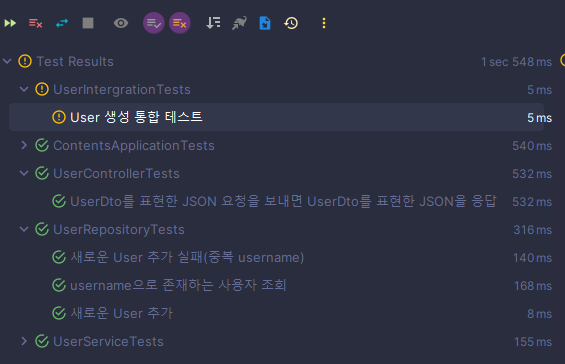 Test Results 1 sec 548 ms
UserIntergrationTests 5 ms
User 생성 통합 테스트 5 ms
ContentsApplicationTests 540 ms
UserControllerTests 532 ms
UserDto를 표현한 JSON 요청을 보내면 UserDto를 표현한 JSON을 응답 532 ms
UserRepositoryTests 316 ms
새로운 User 추가 실패(중복 username) 140 ms
username으로 존재하는 사용자 조회 168 ms
새로운 User 추가 8 ms
UserServiceTests 155 ms